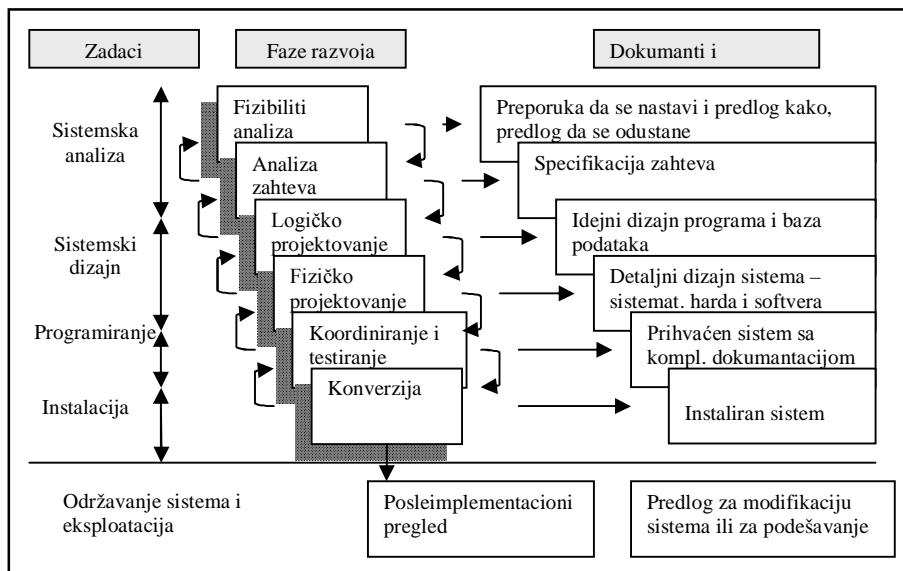 Zadaci
Faze razvoja
Dokumanti i
Sistemska
analiza
Fizibiliti
analiza
Preporuka da se nastavi i predlog kako,
predlog da se odustane
Analiza
zahteva
Specifikacija zahteva
Sistemski
dizajn
Logičko
projektovanje
Idejni dizajn programa i baza
podataka
Fizičko
projektovanje
Detaljni dizajn sistema –
sistemat. harda i softvera
Programiranje
Koordiniranje i
testiranje
Prihvaćen sistem sa
kompl. dokumantacijom
Instalacija
Konverzija
Instaliran sistem
Održavanje sistema i
eksploatacija
Posleimplementacioni
pregled
Predlog za modifikaciju
sistema ili za podešavanje